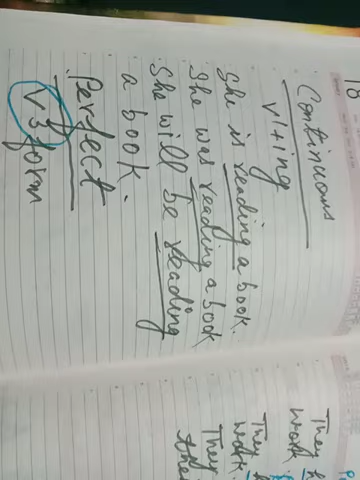 18
Continuous
V1+ing
She is reading a book.
She was reading a book
She will be reading
a book.
Perfect
V3 form
They
work
They
work.
They